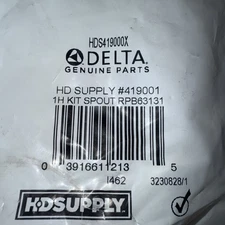 HDS419000X
DELTA
GENUINE PARTS
HD SUPPLY #419001
1H KIT SPOUT RPB63131
0 3916611213 5
I462 3230828/1
HDSUPPLY